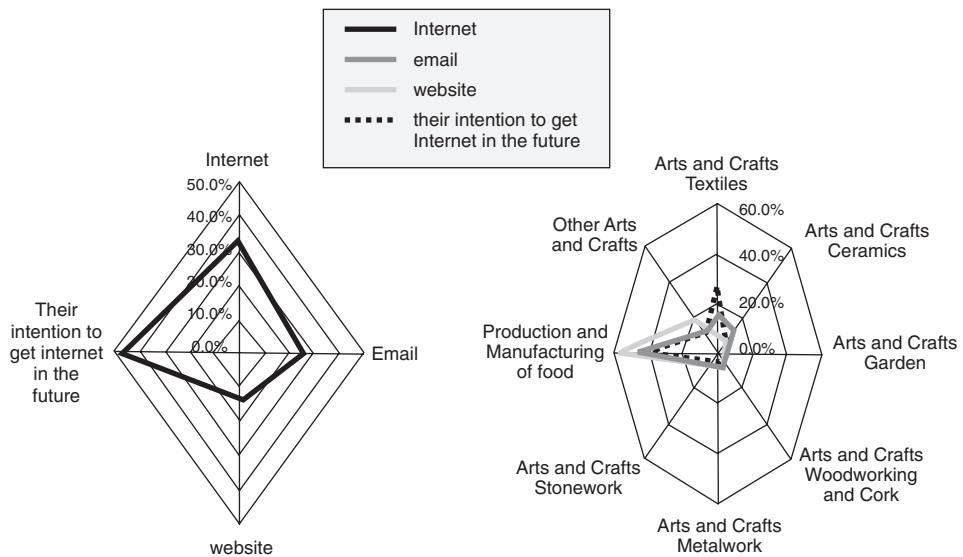 Internet
email
website
their intention to get
Internet in the future
Internet
50.0%
40.0%
30.0%
20.0%
10.0%
0.0%
Their
intention to
get internet
in the
future
Email
website
Arts and Crafts
Textiles
60.0%
40.0%
20.0%
0.0%
Other Arts
and Crafts
Arts and Crafts
Ceramics
Production and
Manufacturing
of food
Arts and Crafts
Garden
Arts and Crafts
Stonework
Arts and Crafts
Woodworking
and Cork
Arts and Crafts
Metalwork